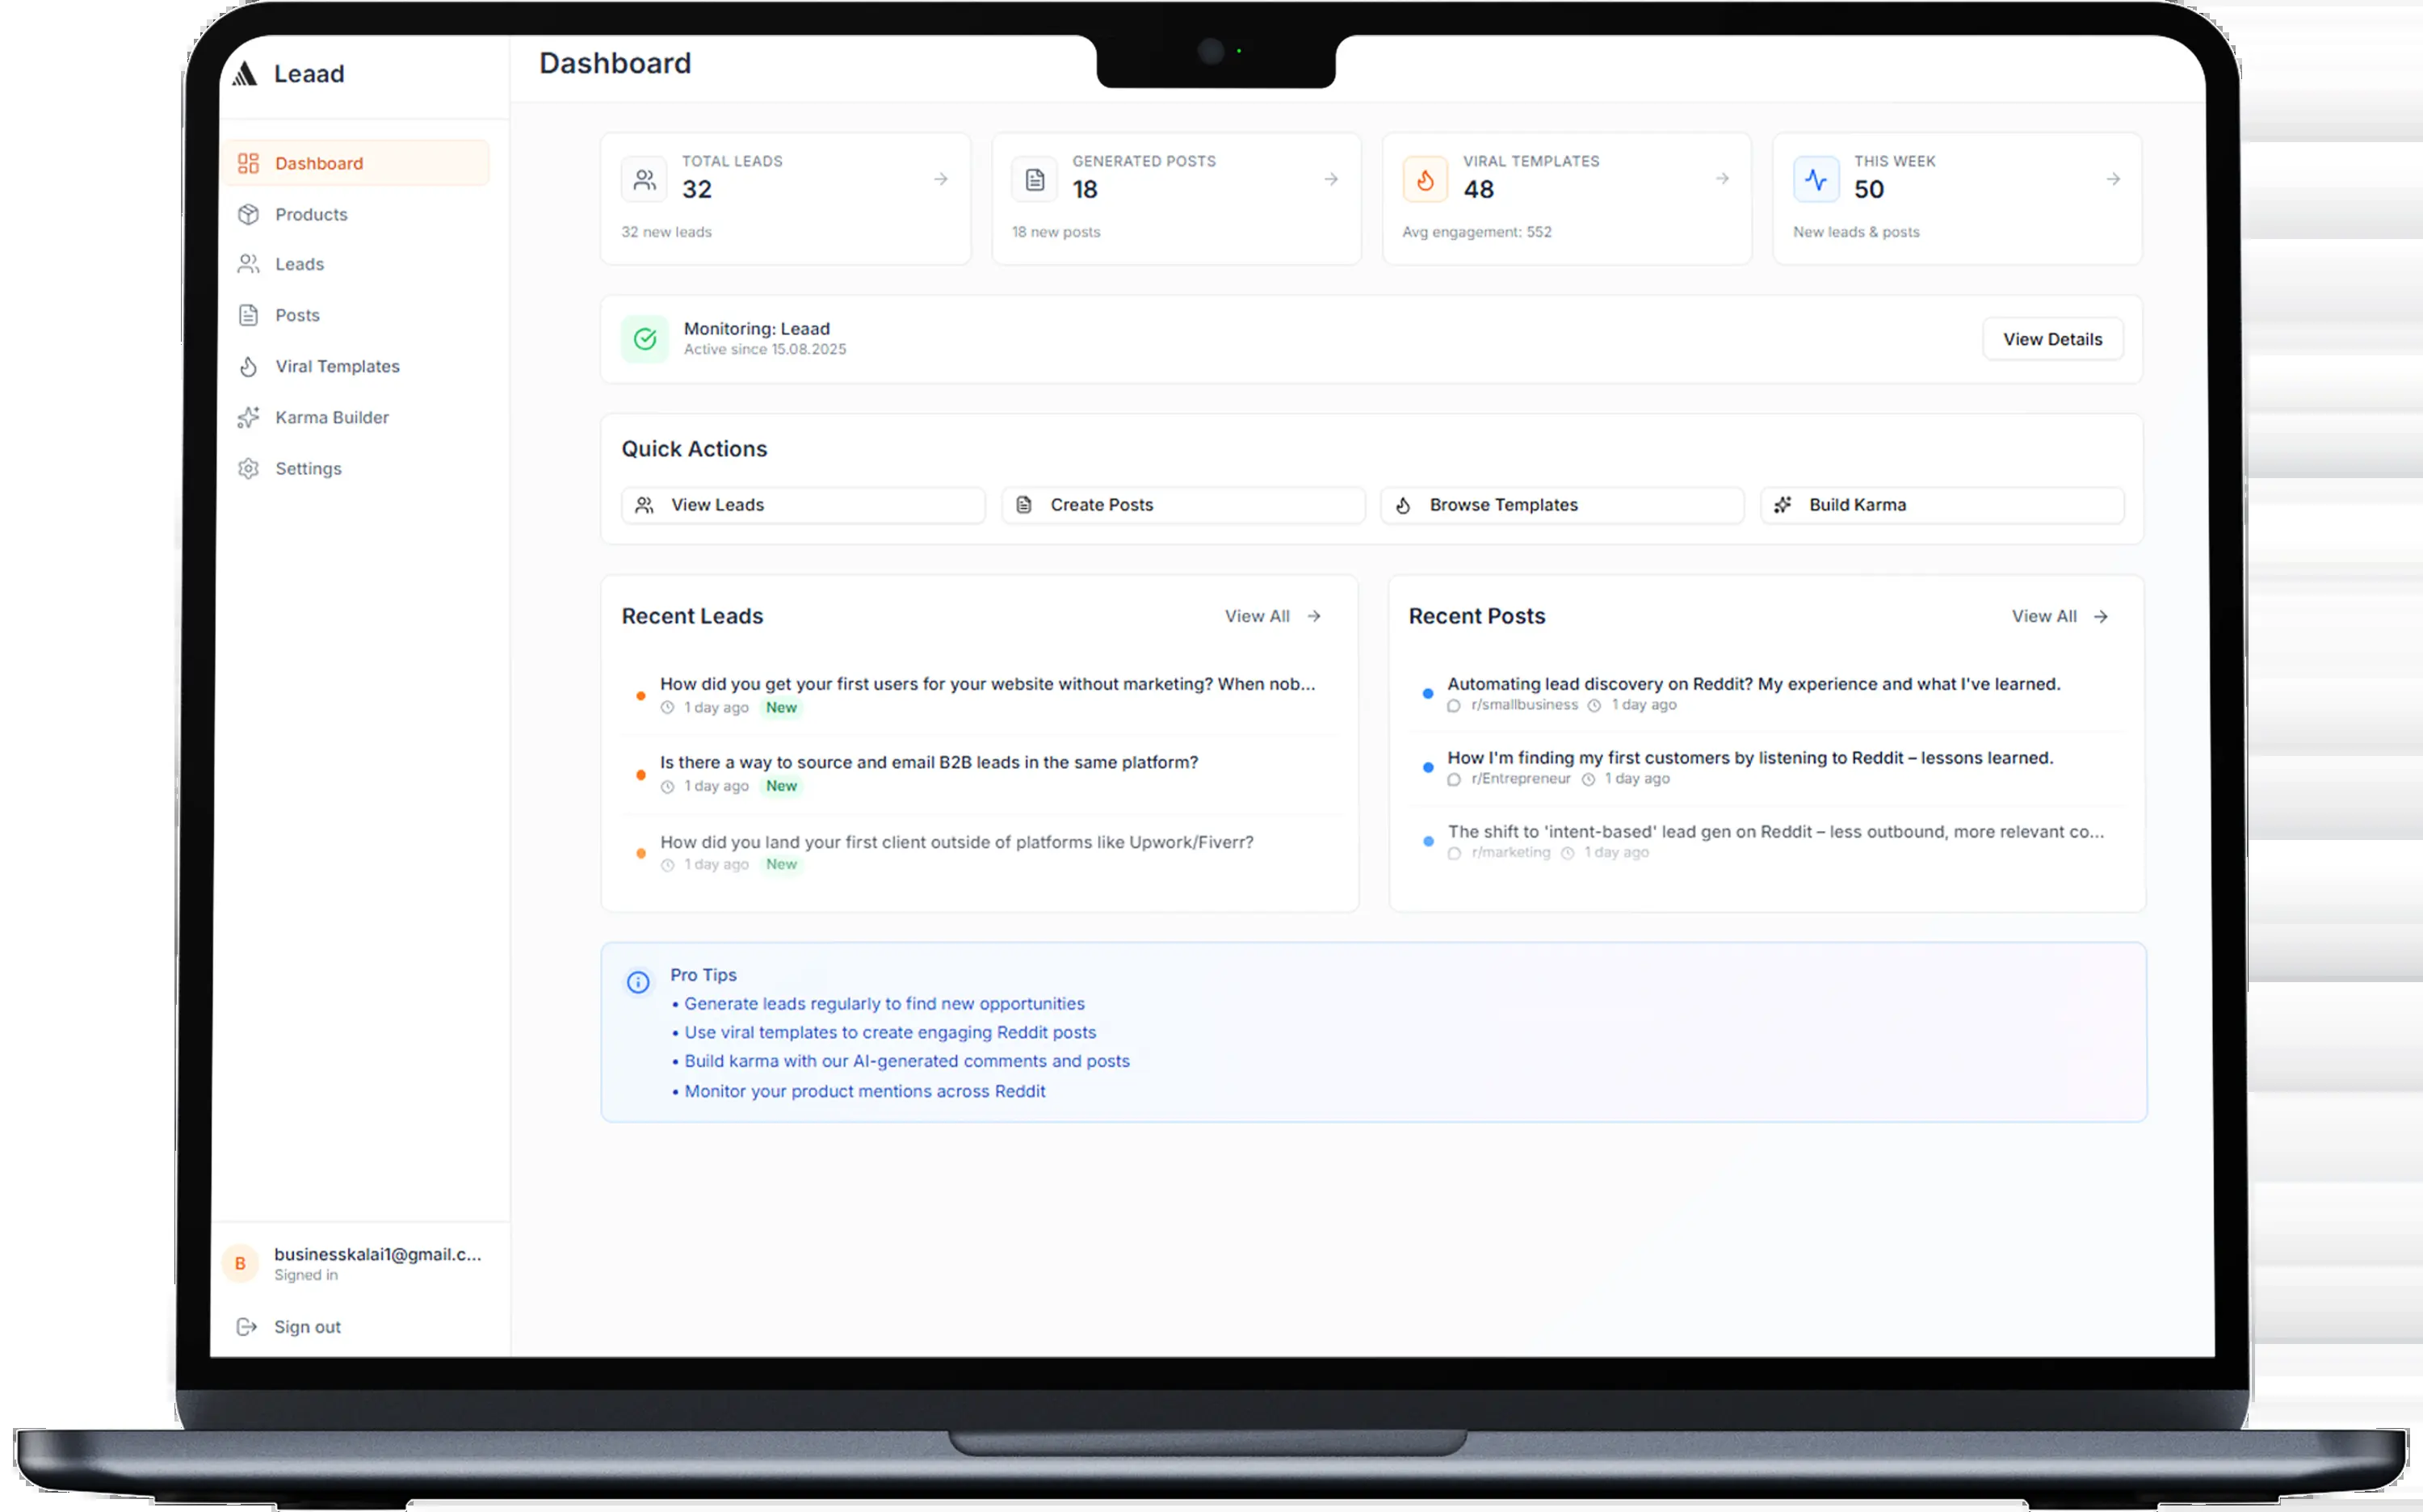 Leaad
Dashboard
Products
Leads
Posts
Viral Templates
Karma Builder
Settings
businesskalai1@gmail.c...
B
Signed in
Sign out
Dashboard
TOTAL LEADS
32
32 new leads
GENERATED POSTS
18
18 new posts
VIRAL TEMPLATES
48
Avg engagement: 552
THIS WEEK
50
New leads & posts
Monitoring: Leaad
Active since 15.08.2025
View Details
Quick Actions
View Leads
Create Posts
Browse Templates
Build Karma
Recent Leads
View All
How did you get your first users for your website without marketing? When nob...
1 day ago New
Is there a way to source and email B2B leads in the same platform?
1 day ago New
How did you land your first client outside of platforms like Upwork/Fiverr?
1 day ago New
Recent Posts
View All
Automating lead discovery on Reddit? My experience and what I've learned.
r/smallbusiness 1 day ago
How I'm finding my first customers by listening to Reddit – lessons learned.
r/Entrepreneur 1 day ago
The shift to 'intent-based' lead gen on Reddit – less outbound, more relevant co...
r/marketing 1 day ago
Pro Tips
• Generate leads regularly to find new opportunities
• Use viral templates to create engaging Reddit posts
• Build karma with our AI-generated comments and posts
• Monitor your product mentions across Reddit